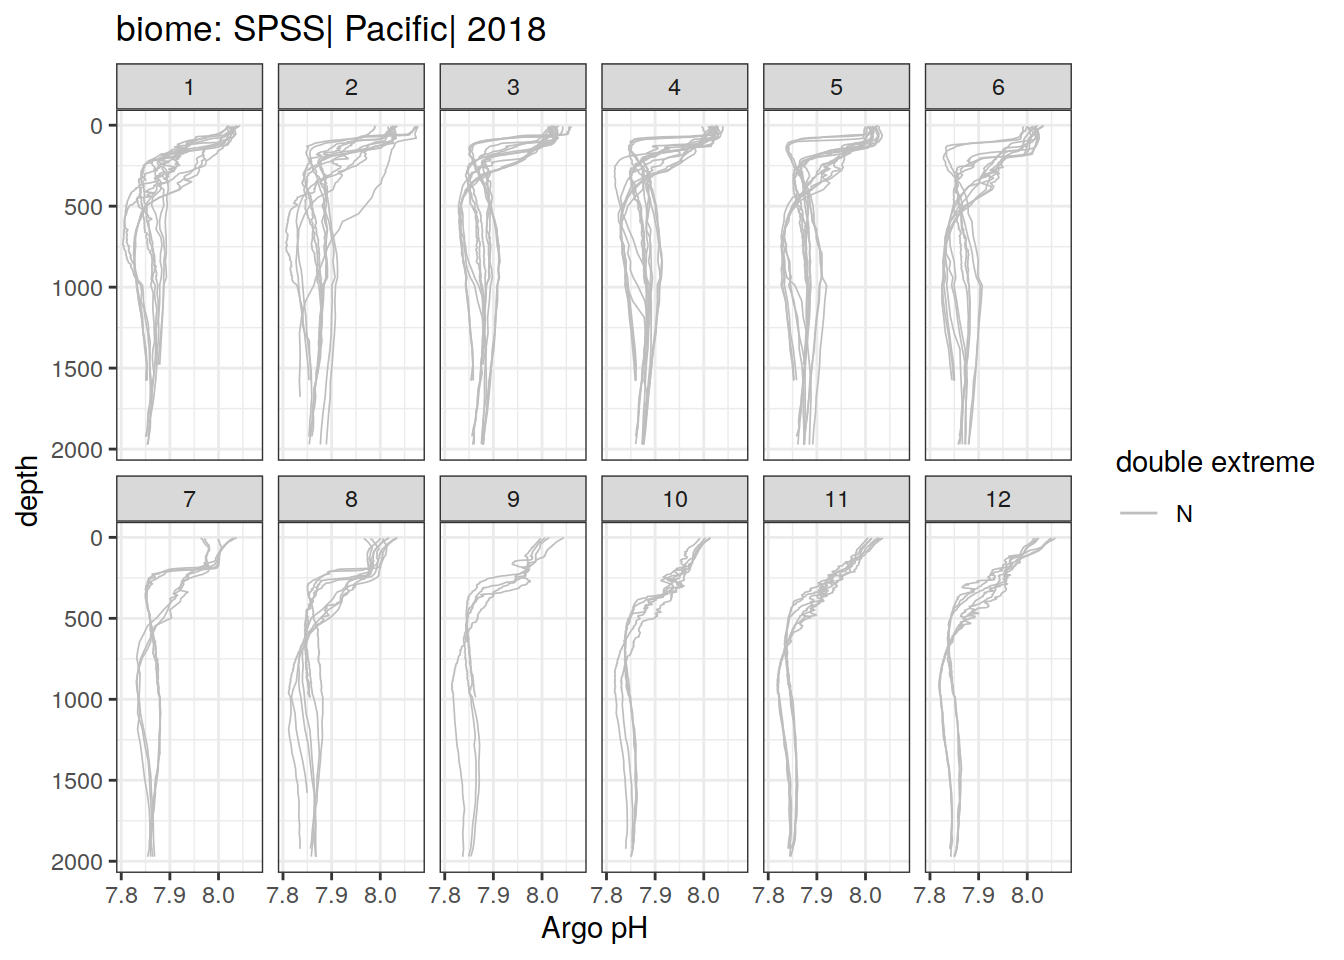 biome: SPSS| Pacific| 2018
1 2 3 4 5 6
0
500
1000
1500
2000
7 8 9 10 11 12
0
500
1000
1500
2000
7.8 7.9 8.0 7.8 7.9 8.0 7.8 7.9 8.0 7.8 7.9 8.0 7.8 7.9 8.0 7.8 7.9 8.0
Argo pH
depth
double extreme
N